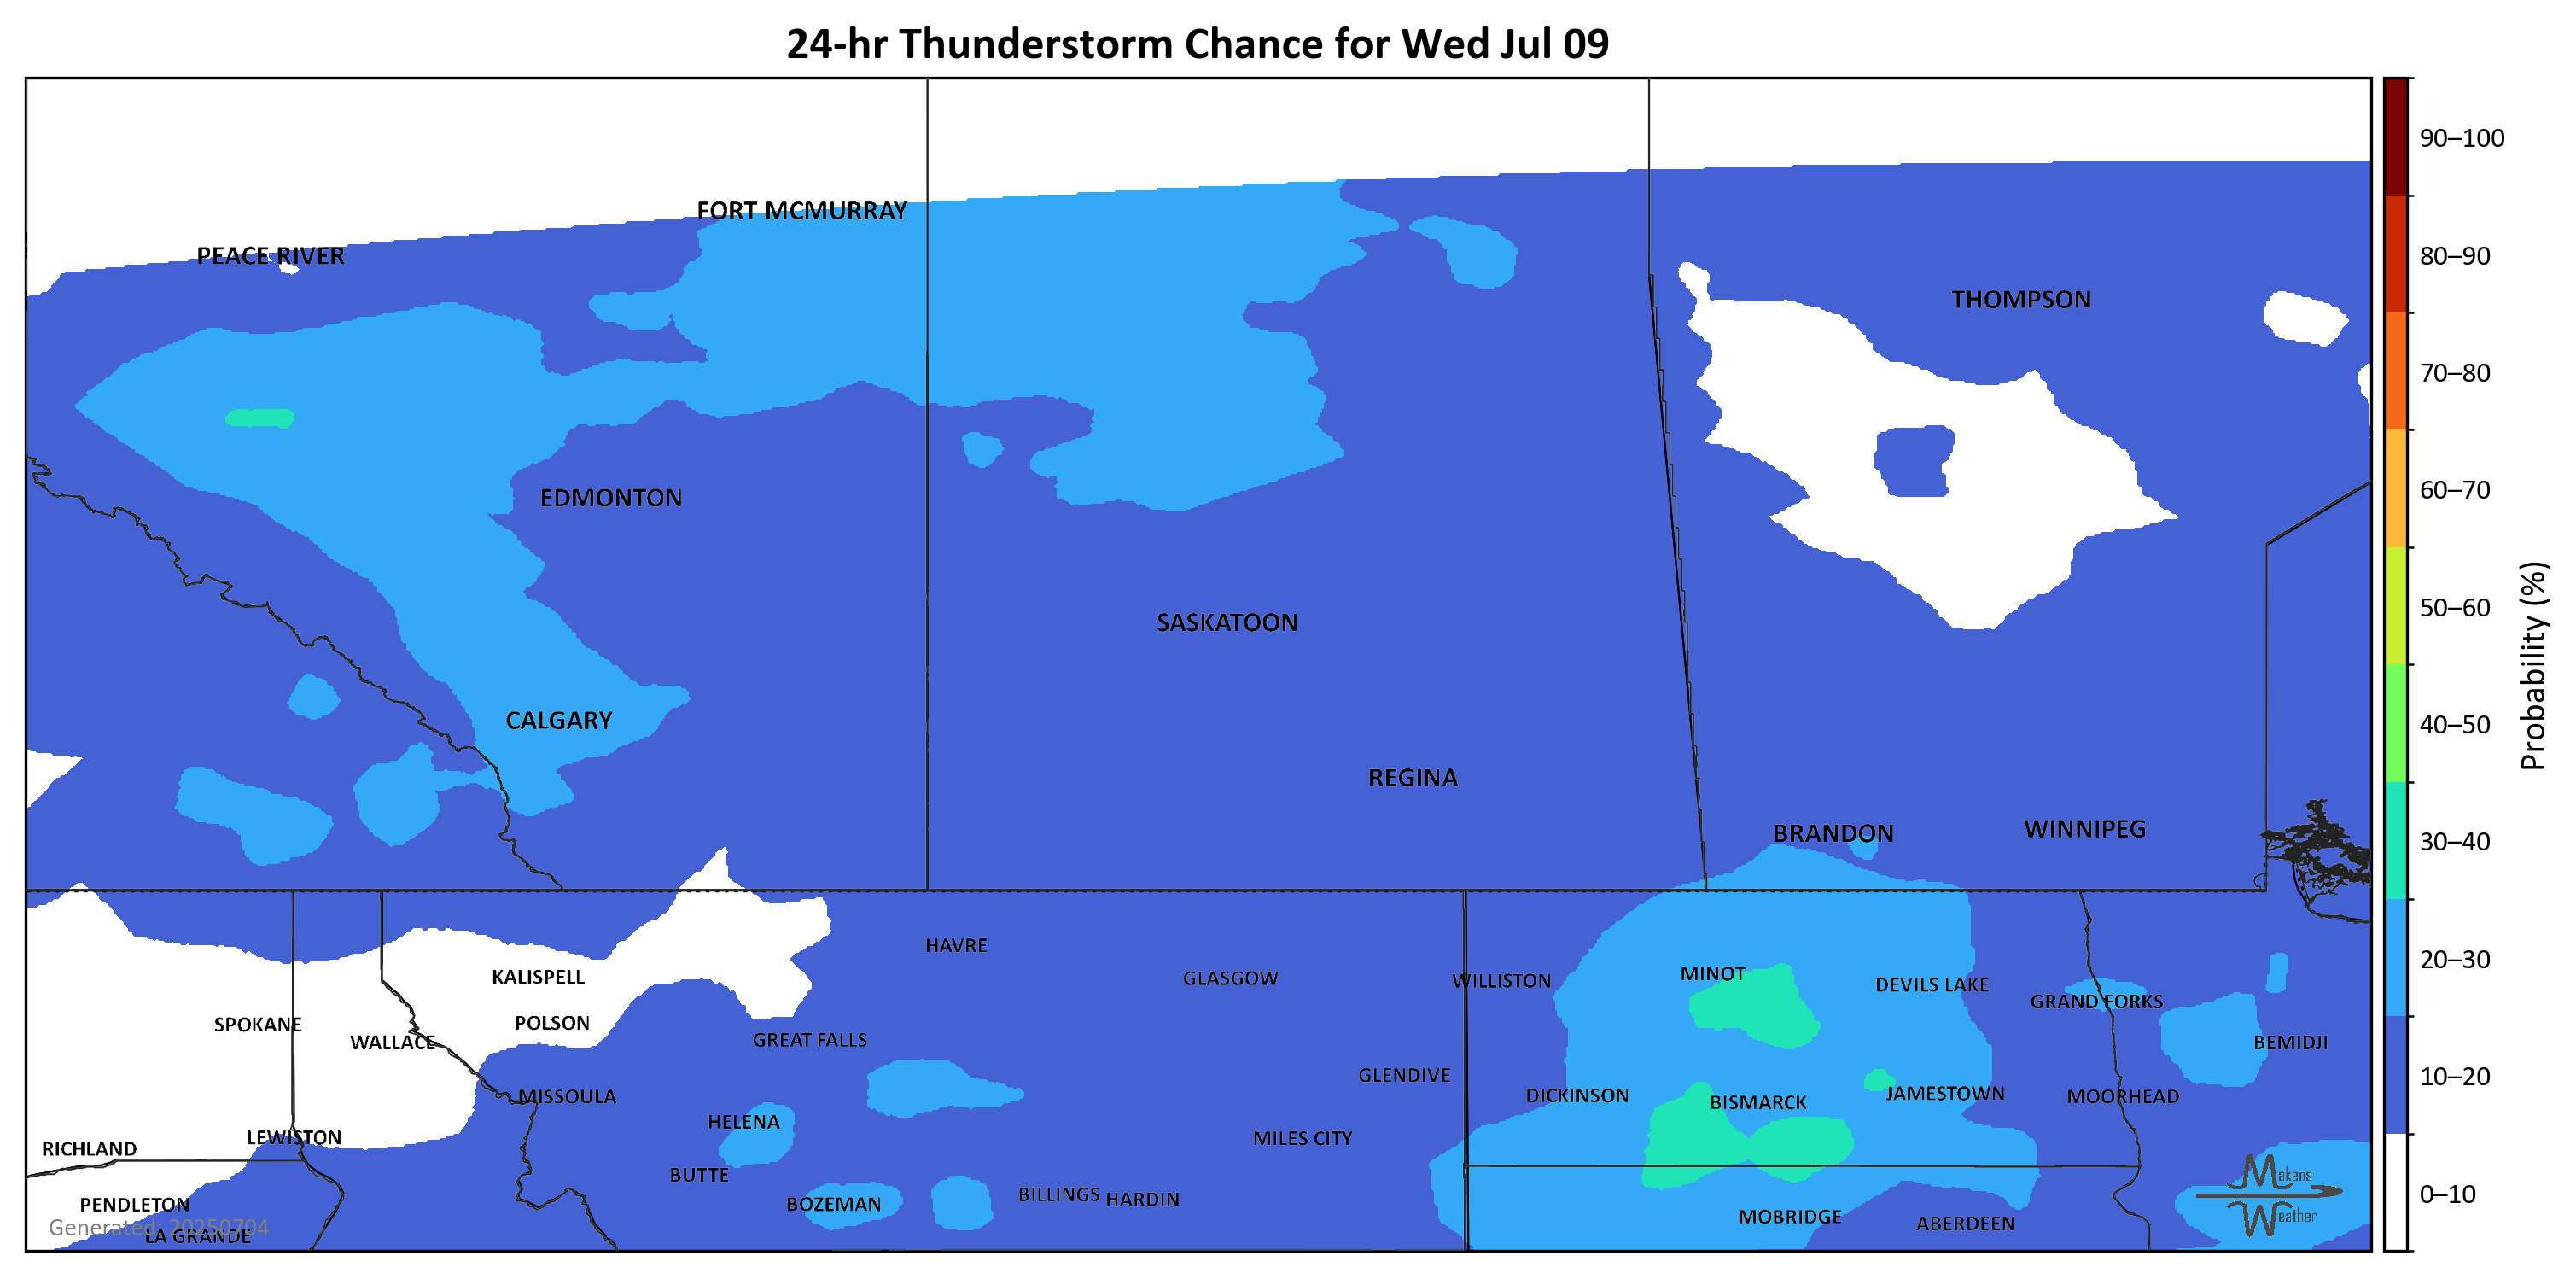 24-hr Thunderstorm Chance for Wed Jul 09
90–100
FORT MCMURRAY
PEACE RIVER
80–90
THOMPSON
70–80
60–70
EDMONTON
50–60
SASKATOON
Probability (%)
CALGARY
40–50
REGINA
BRANDON
WINNIPEG
30–40
HAVRE
20–30
KALISPELL
GLASGOW
WILLISTON
MINOT
DEVILS LAKE
GRAND FORKS
SPOKANE
POLSON
WALLACE
GREAT FALLS
BEMIDJI
GLENDIVE
10–20
MISSOULA
DICKINSON
BISMARCK
JAMESTOWN
MOORHEAD
HELENA
LEWISTON
MILES CITY
RICHLAND
BUTTE
Makens
0–10
PENDLETON
BOZEMAN
BILLINGS
HARDIN
MOBRIDGE
ABERDEEN
Weather
Generated: 20250704
LA GRANDE